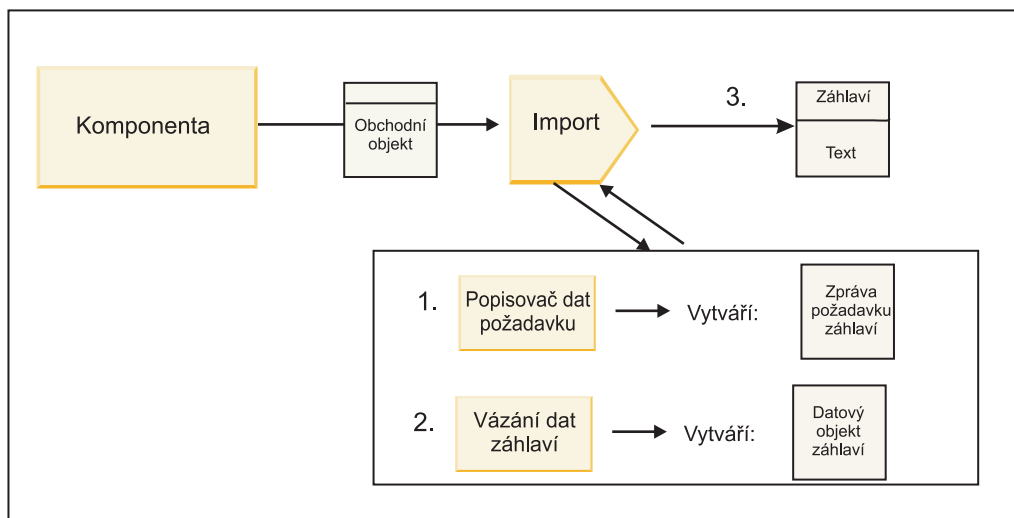 Komponenta
Obchodní
objekt
Import
3.
Záhlaví
Text
1.
Popisovač dat
požadavku
Vytváří:
Zpráva
požadavku
záhlaví
2.
Vázání dat
záhlaví
Vytváří:
Datový
objekt
záhlaví